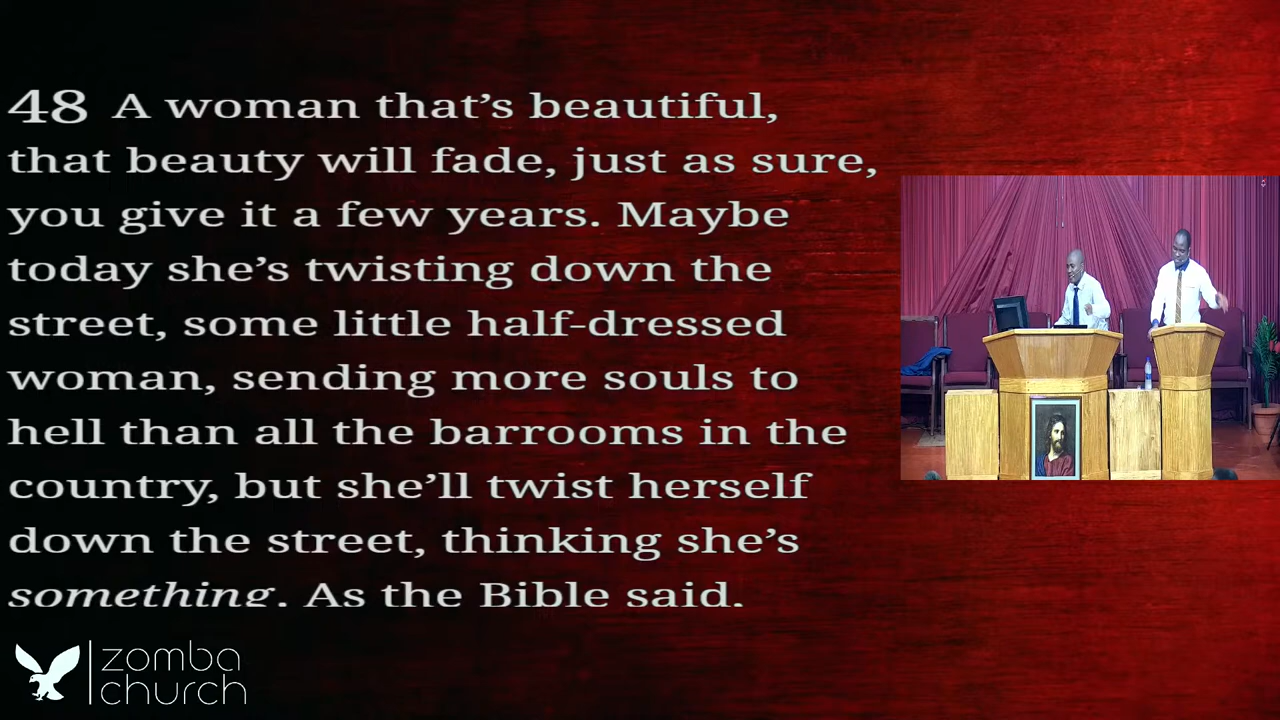 48 A woman that’s beautiful,
that beauty will fade, just as sure,
you give it a few years. Maybe
today she’s twisting down the
street, some little half-dressed
woman, sending more souls to
hell than all the barrooms in the
country, but she’ll twist herself
down the street, thinking she’s
something. As the Bible said.
zomba
church